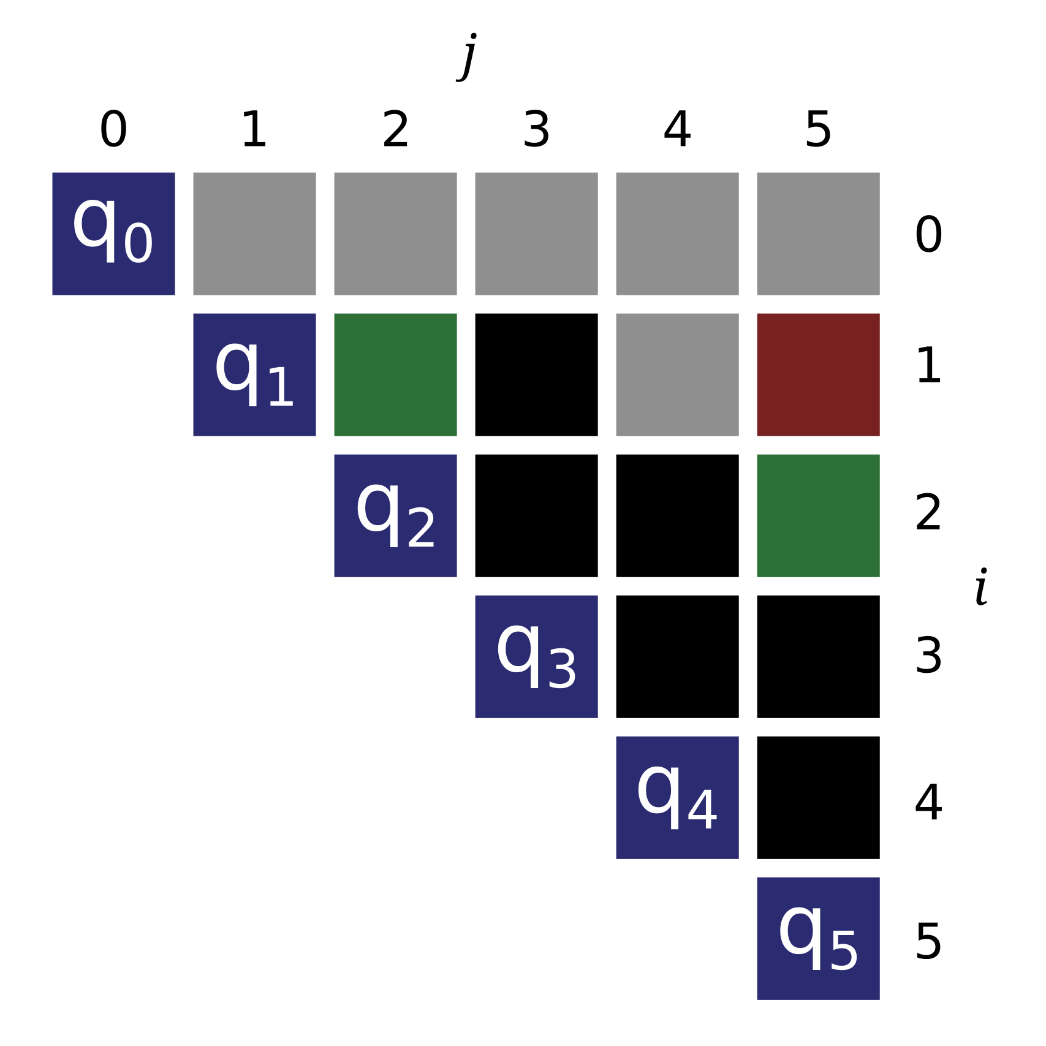 j
0 1 2 3 4 5
q₀ 0
q₁ 1
q₂ 2
i
q₃ 3
q₄ 4
q₅ 5